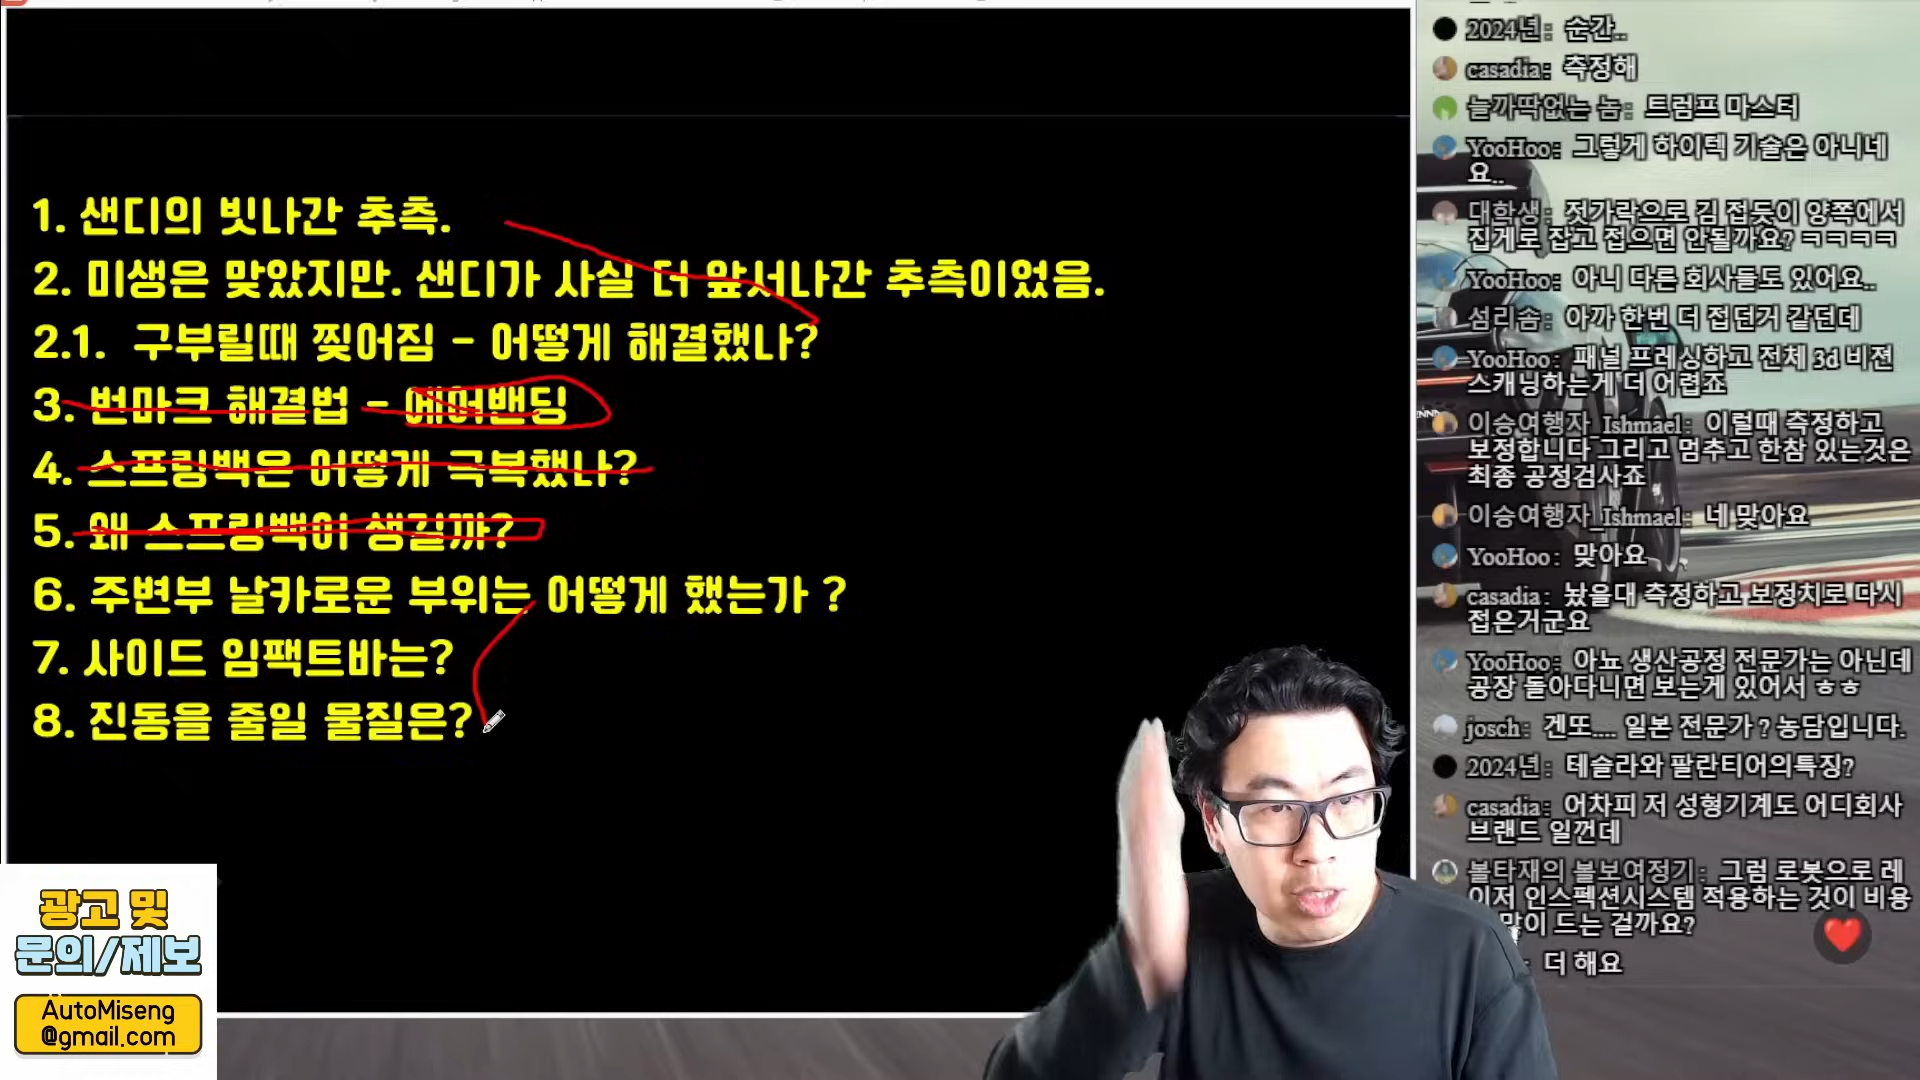 1. 샌디의 빗나간 추측.
2. 미생은 맞았지만. 샌디가 사실 더 앞서나간 추측이었음.
2.1. 구부릴때 찢어짐 - 어떻게 해결했나?
3. 번마크 해결법 - 에어밴딩
4. 스프링백은 어떻게 극복했나?
5. 왜 스프링백이 생길까?
6. 주변부 날카로운 부위는 어떻게 했는가 ?
7. 사이드 임팩트바는?
8. 진동을 줄일 물질은?
광고 및
문의/제보
AutoMiseng
@gmail.com
2024년: 순간..
casadia: 측정해
늘까딱없는 놈: 트럼프 마스터
YooHoo: 그렇게 하이텍 기술은 아니네
요..
대학생: 젓가락으로 김 접듯이 양쪽에서
집게로 잡고 접으면 안될까요? ㅋㅋㅋㅋ
YooHoo: 아니 다른 회사들도 있어요..
섬리솜: 아까 한번 더 접던거 같던데
YooHoo: 패널 프레싱하고 전체 3d 비젼
스캐닝하는게 더 어렵죠
이승여행자_Ishmael: 이럴때 측정하고
보정합니다 그리고 멈추고 한참 있는것은
최종 공정검사죠
이승여행자_Ishmael: 네 맞아요
YooHoo: 맞아요
casadia: 놨을대 측정하고 보정치로 다시
접은거군요
YooHoo: 아뇨 생산공정 전문가는 아닌데
공장 돌아다니면 보는게 있어서 ㅎㅎ
josch: 겐또.... 일본 전문가 ? 농담입니다.
2024년: 테슬라와 팔란티어의특징?
casadia: 어차피 저 성형기계도 어디회사
브랜드 일껀데
볼타재의 볼보여정기: 그럼 로봇으로 레
이저 인스펙션시스템 적용하는 것이 비용
많이 드는 걸까요?
: 더 해요